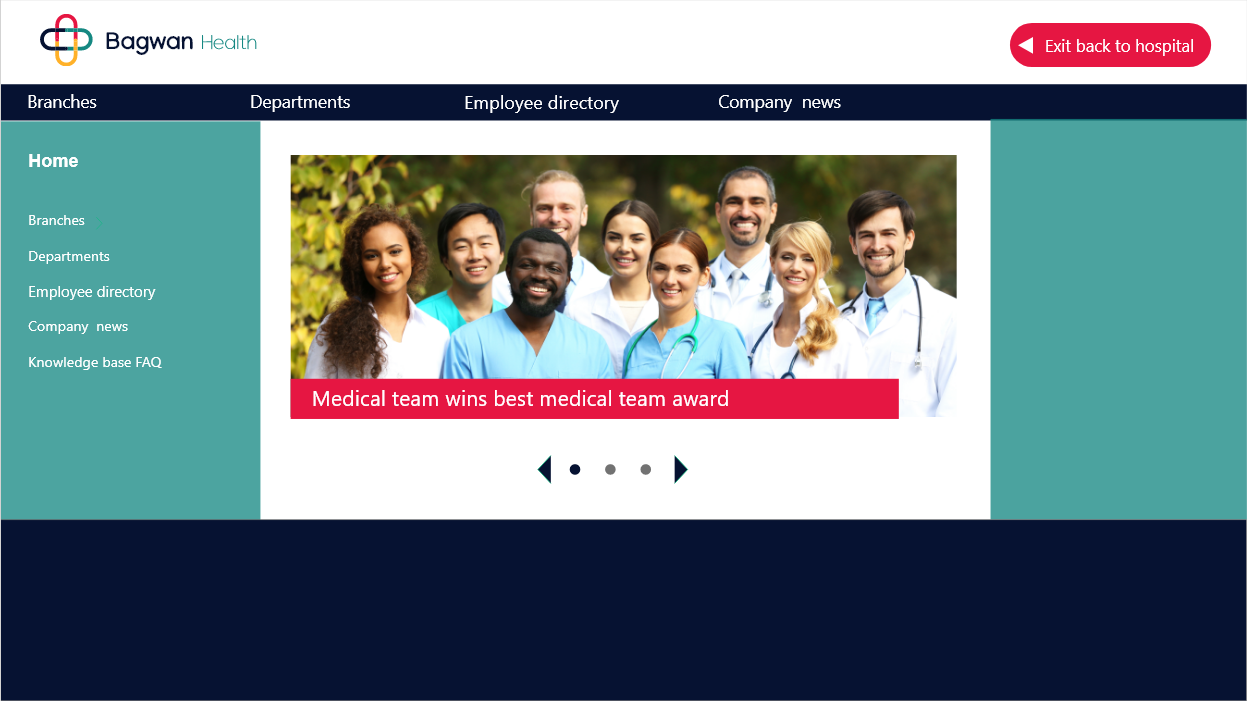 Bagwan Health
Exit back to hospital
Branches
Departments
Employee directory
Company news
Home
Branches
Departments
Employee directory
Company news
Knowledge base FAQ
Medical team wins best medical team award